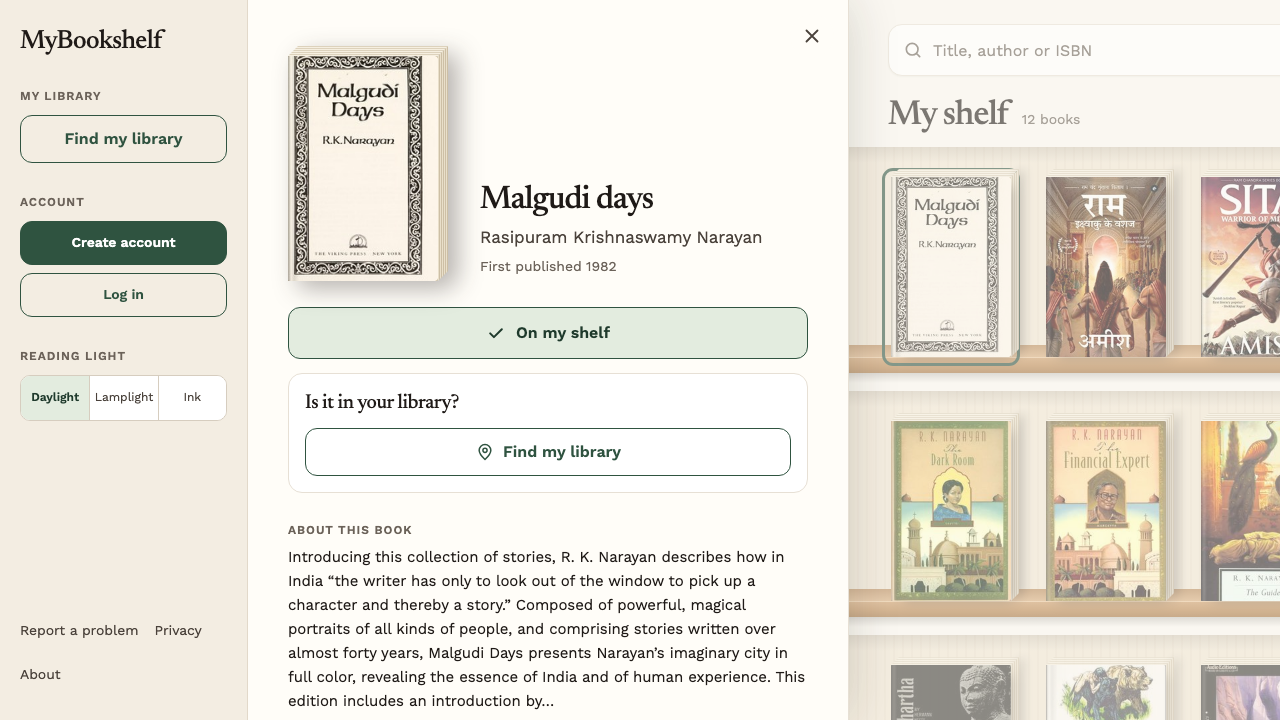 MyBookshelf
MY LIBRARY
Find my library
ACCOUNT
Create account
Log in
READING LIGHT
Daylight
Lamplight
Ink
Report a problem
Privacy
About
Malgudi
Days
R.K.Narayan
THE VIKING PRESS NEW YORK
Malgudi days
Rasipuram Krishnaswamy Narayan
First published 1982
On my shelf
Is it in your library?
Find my library
ABOUT THIS BOOK
Introducing this collection of stories, R. K. Narayan describes how in
India “the writer has only to look out of the window to pick up a
character and thereby a story.” Composed of powerful, magical
portraits of all kinds of people, and comprising stories written over
almost forty years, Malgudi Days presents Narayan’s imaginary city in
full color, revealing the essence of India and of human experience. This
edition includes an introduction by...
Title, author or ISBN
My shelf
12 books
Malgudi
Days
R.K.Narayan
THE VIKING PRESS NEW YORK
राम
इक्ष्वाकु के वंशज
अमीश
SITA
WARRIOR OF MI
AMIS
R. K. NARAYAN
The
Dark Room
R. K. NARAYAN
The
Financial Expert
R. K. NARA
The Guide